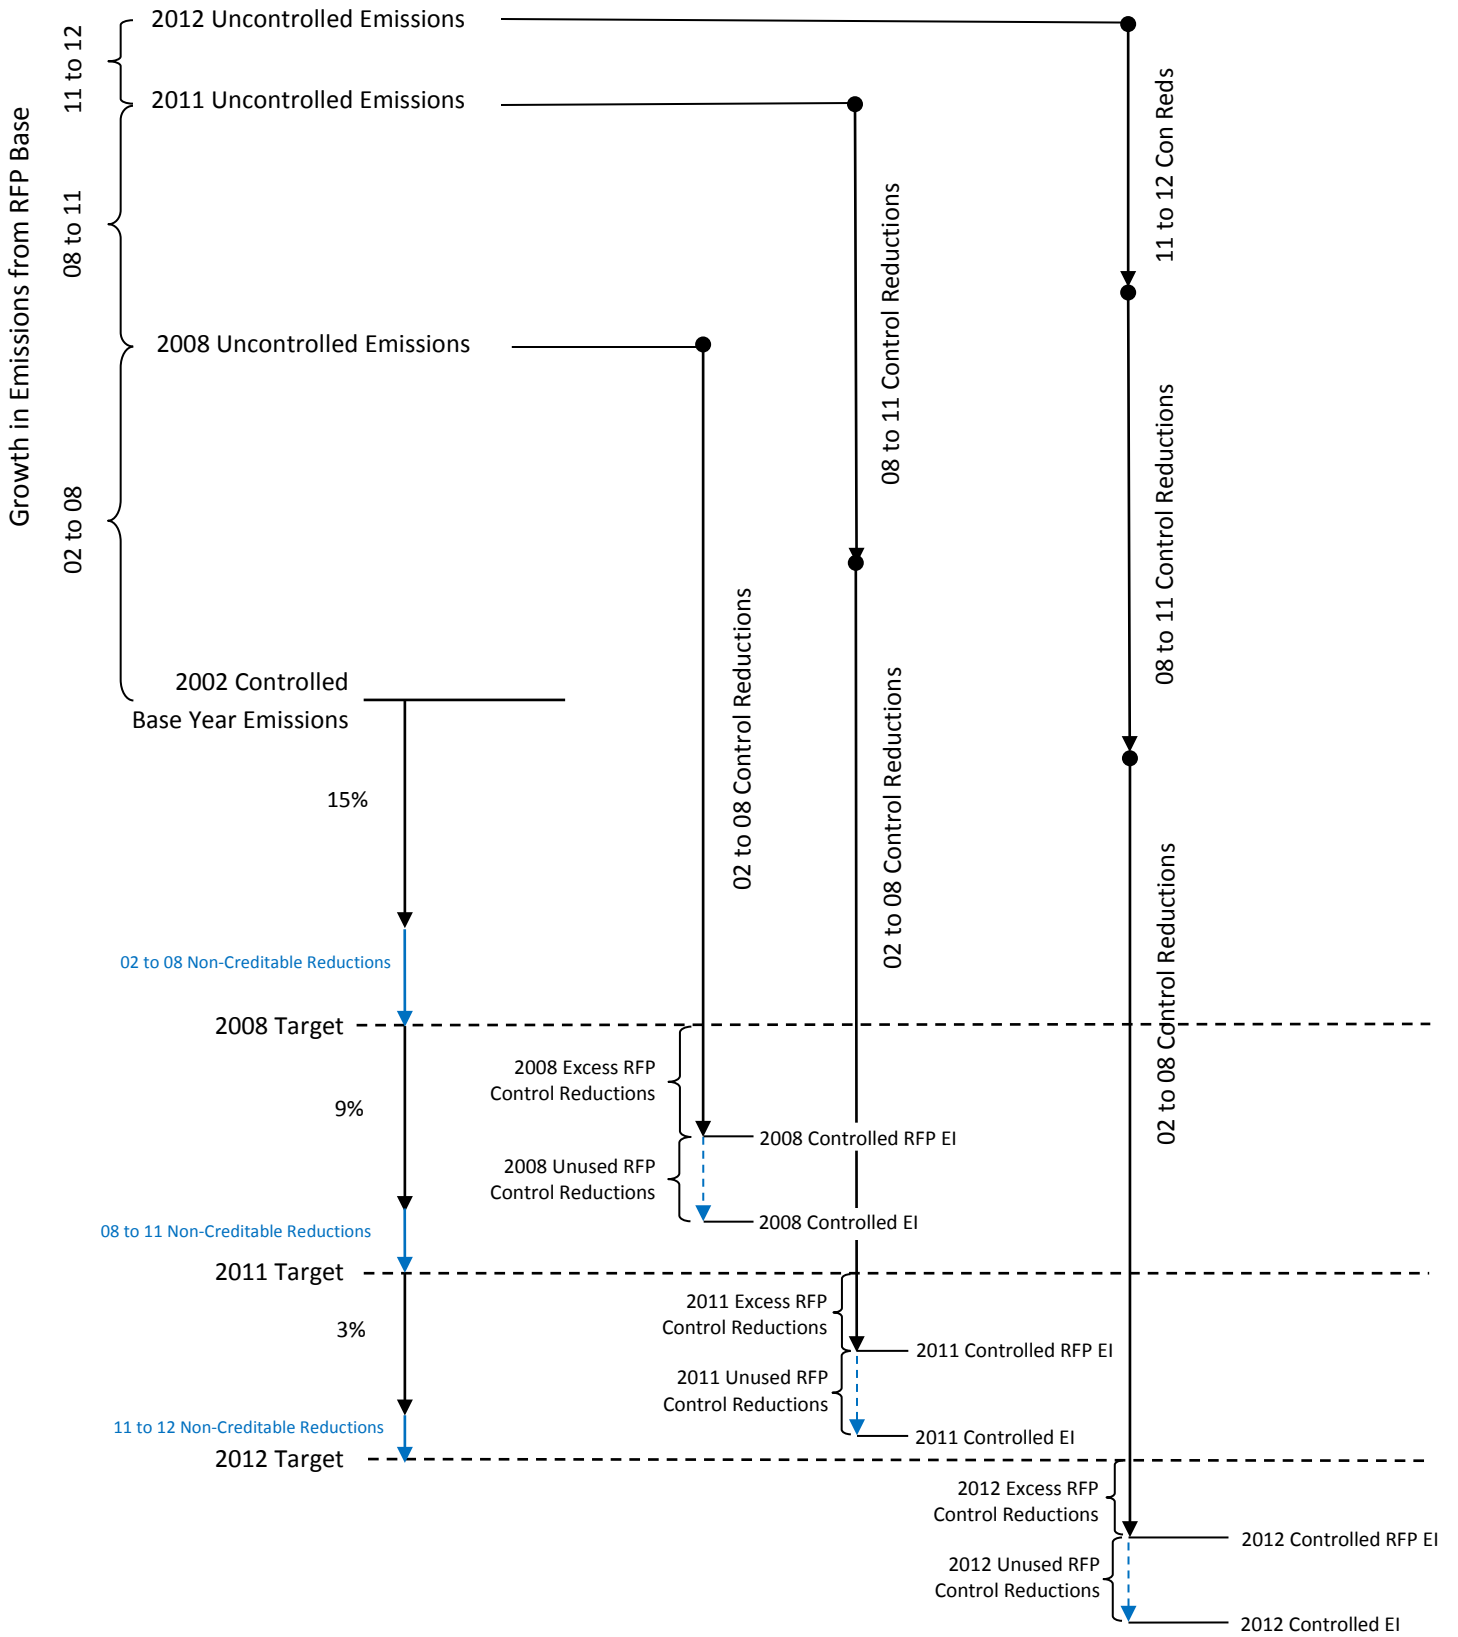 Growth in Emissions from RFP Base
11 to 12
08 to 11
02 to 08
2012 Uncontrolled Emissions
2011 Uncontrolled Emissions
2008 Uncontrolled Emissions
2002 Controlled
Base Year Emissions
15%
02 to 08 Non-Creditable Reductions
2008 Target
9%
08 to 11 Non-Creditable Reductions
2011 Target
3%
11 to 12 Non-Creditable Reductions
2012 Target
02 to 08 Control Reductions
2008 Excess RFP
Control Reductions
2008 Controlled RFP EI
2008 Unused RFP
Control Reductions
2008 Controlled EI
08 to 11 Control Reductions
02 to 08 Control Reductions
2011 Excess RFP
Control Reductions
2011 Controlled RFP EI
2011 Unused RFP
Control Reductions
2011 Controlled EI
11 to 12 Con Reds
08 to 11 Control Reductions
02 to 08 Control Reductions
2012 Excess RFP
Control Reductions
2012 Controlled RFP EI
2012 Unused RFP
Control Reductions
2012 Controlled EI